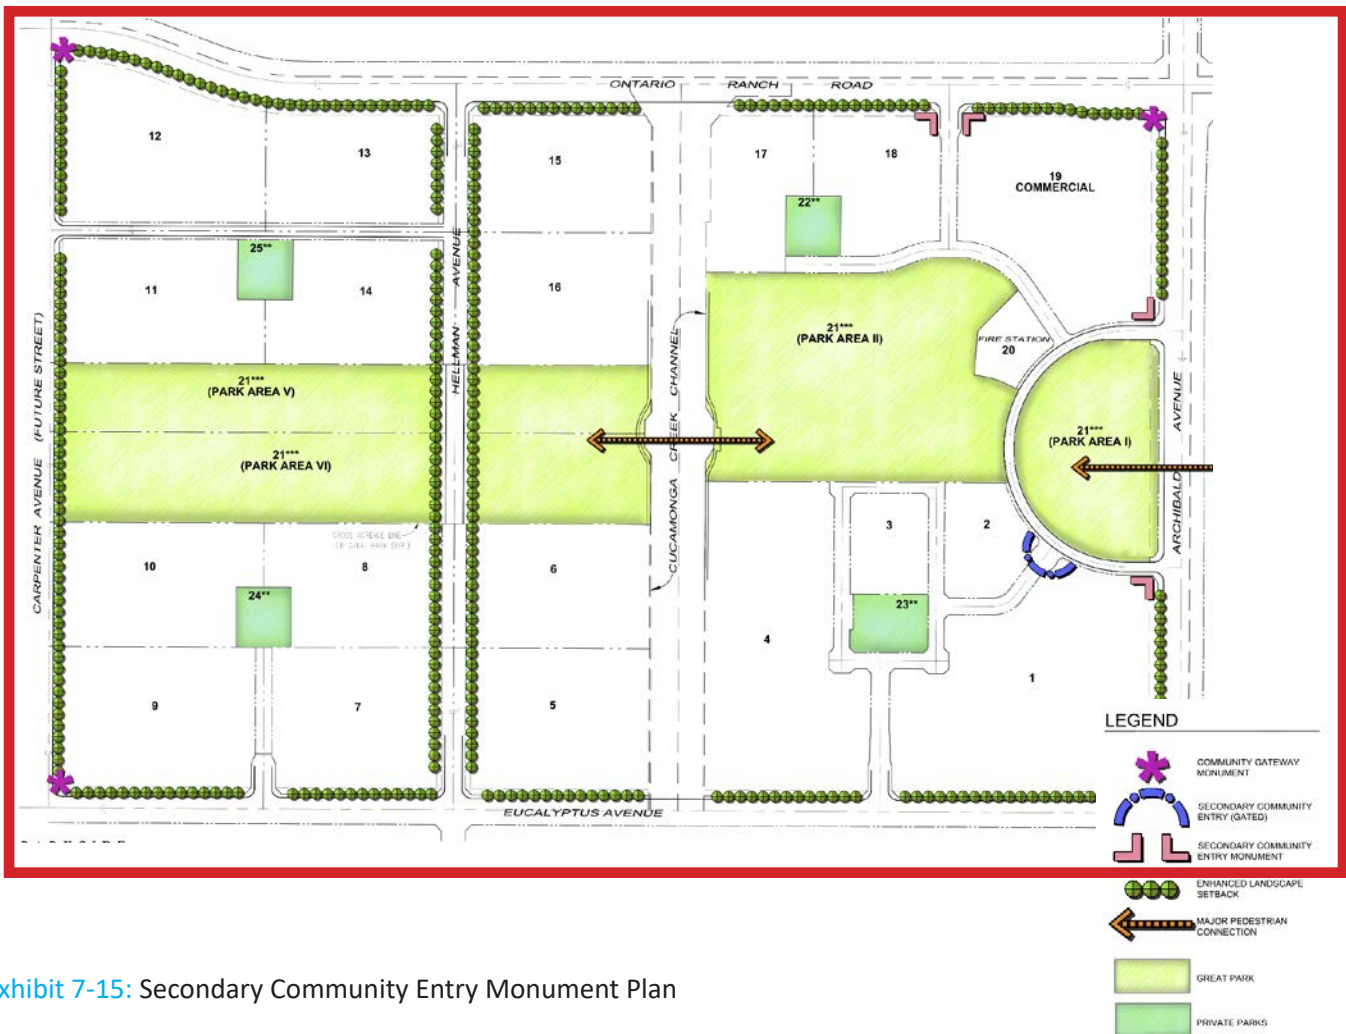 ONTARIO RANCH ROAD
12
13
15
17
18
19
COMMERCIAL
22**
25**
11
14
16
HELLMAN AVENUE
CUCAMONGA CREEK CHANNEL
21***
(PARK AREA II)
FIRE STATION
20
21***
(PARK AREA V)
21***
(PARK AREA VI)
21***
(PARK AREA I)
CARPENTER AVENUE (FUTURE STREET)
ARCHIBALD AVENUE
10
8
6
3
2
24**
23**
4
1
9
7
5
EUCALYPTUS AVENUE
LEGEND
COMMUNITY GATEWAY
MONUMENT
SECONDARY COMMUNITY
ENTRY (GATED)
SECONDARY COMMUNITY
ENTRY MONUMENT
ENHANCED LANDSCAPE
SETBACK
MAJOR PEDESTRIAN
CONNECTION
GREAT PARK
PRIVATE PARKS
xhibit 7-15: Secondary Community Entry Monument Plan